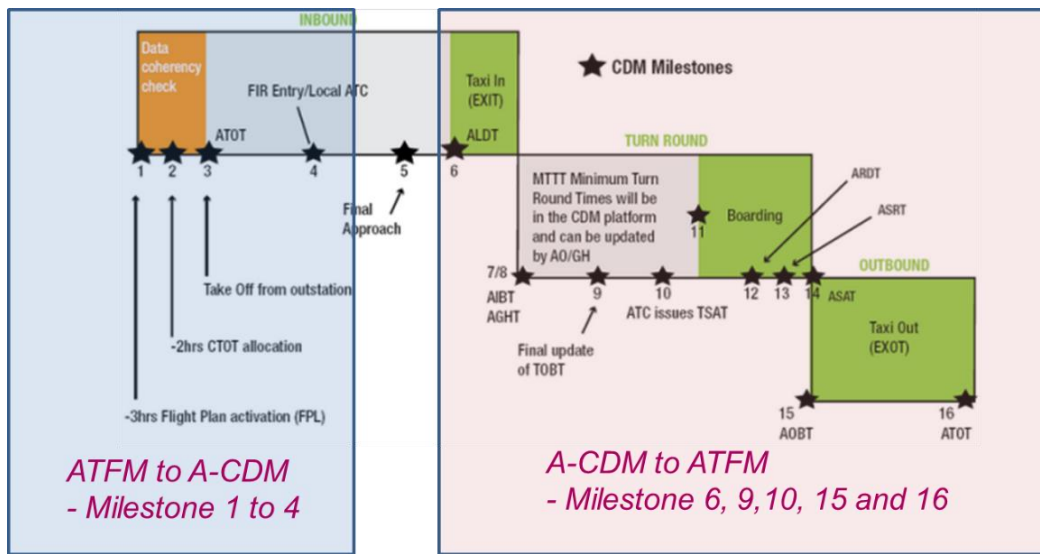 INBOUND
Data
coherency
check
FIR Entry/Local ATC
ATOT
1
2
3
4
5
6
ALDT
Taxi In
(EXIT)
CDM Milestones
Final
Approach
Take Off from outstation
-2hrs CTOT allocation
-3hrs Flight Plan activation (FPL)
TURN ROUND
MTTT Minimum Turn
Round Times will be
in the CDM platform
and can be updated
by AO/GH
11
Boarding
ARDT
ASRT
7/8
AIBT
AGHT
9
10
12
13
14
ASAT
ATC issues TSAT
Final update
of TOBT
OUTBOUND
Taxi Out
(EXOT)
15
AOBT
16
ATOT
ATFM to A-CDM
- Milestone 1 to 4
A-CDM to ATFM
- Milestone 6, 9,10, 15 and 16